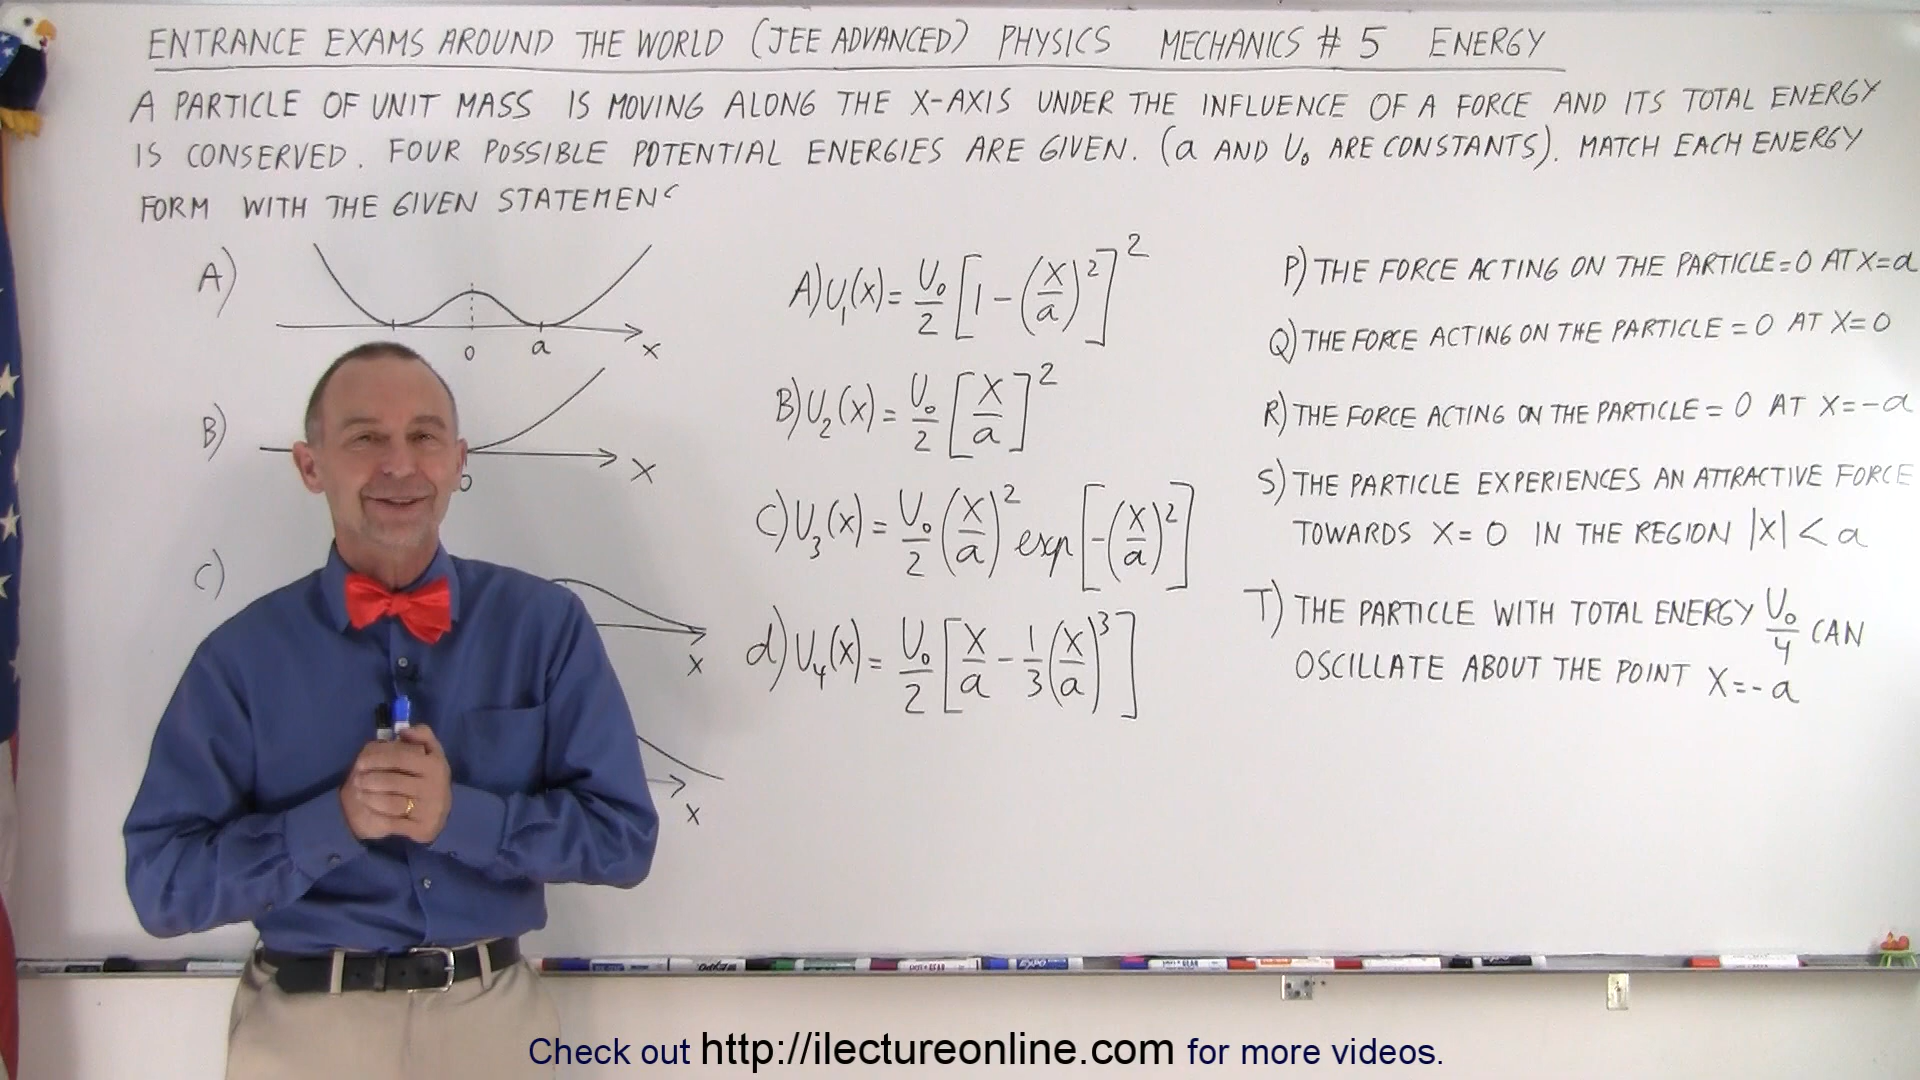 ENTRANCE EXAMS AROUND THE WORLD (JEE ADVANCED) PHYSICS MECHANICS # 5 ENERGY
A PARTICLE OF UNIT MASS IS MOVING ALONG THE X-AXIS UNDER THE INFLUENCE OF A FORCE AND ITS TOTAL ENERGY
IS CONSERVED. FOUR POSSIBLE POTENTIAL ENERGIES ARE GIVEN. (a AND U₀ ARE CONSTANTS). MATCH EACH ENERGY
FORM WITH THE GIVEN STATEMEN
A)
0 a x
B)
0 x
C)
x
x
A) U₁(x) = U₀/2 [1 - (x/a)²]²
B) U₂(x) = U₀/2 [x/a]²
C) U₃(x) = U₀/2 (x/a)² exp[-(x/a)²]
d) U₄(x) = U₀/2 [x/a - 1/3 (x/a)³]
P) THE FORCE ACTING ON THE PARTICLE = 0 AT X = a
Q) THE FORCE ACTING ON THE PARTICLE = 0 AT X = 0
R) THE FORCE ACTING ON THE PARTICLE = 0 AT X = -a
S) THE PARTICLE EXPERIENCES AN ATTRACTIVE FORCE
TOWARDS X = 0 IN THE REGION |X| < a
T) THE PARTICLE WITH TOTAL ENERGY U₀/4 CAN
OSCILLATE ABOUT THE POINT X = -a
EXPO
Check out http://ilectureonline.com for more videos.